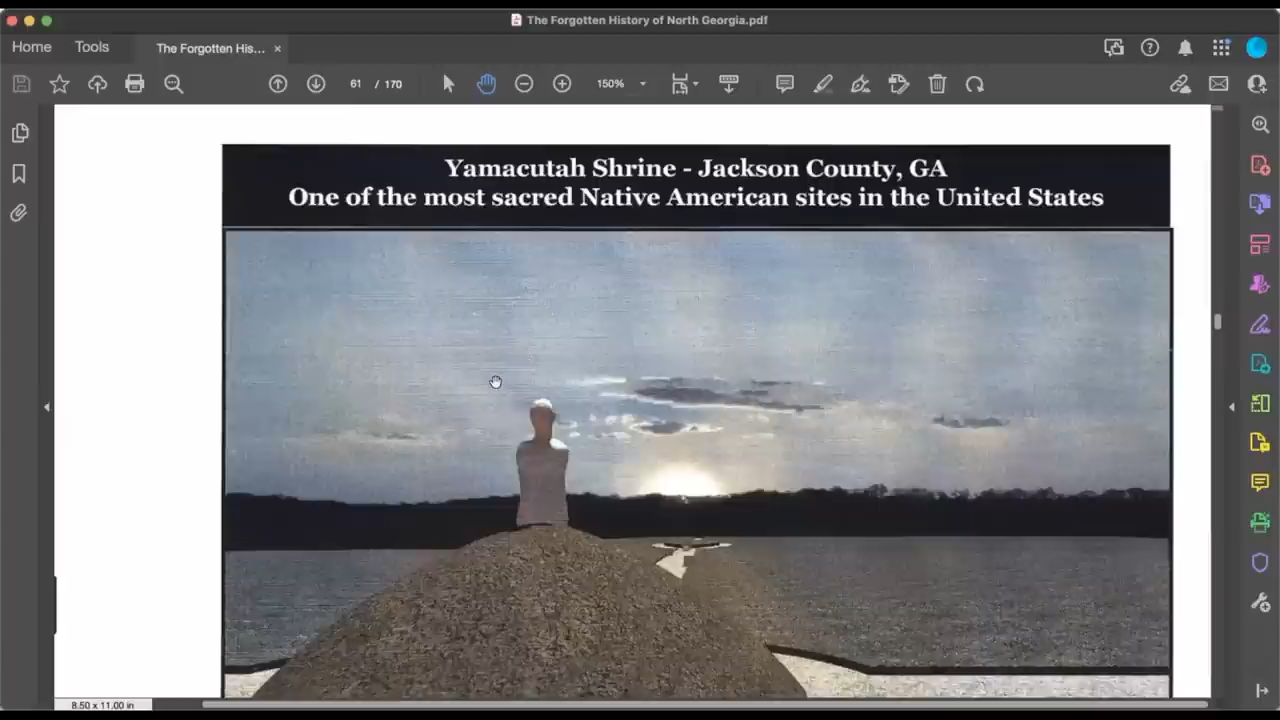 The Forgotten History of North Georgia.pdf
Home Tools The Forgotten His... ×
61 / 170 150%
Yamacutah Shrine - Jackson County, GA
One of the most sacred Native American sites in the United States
8.50 x 11.00 in